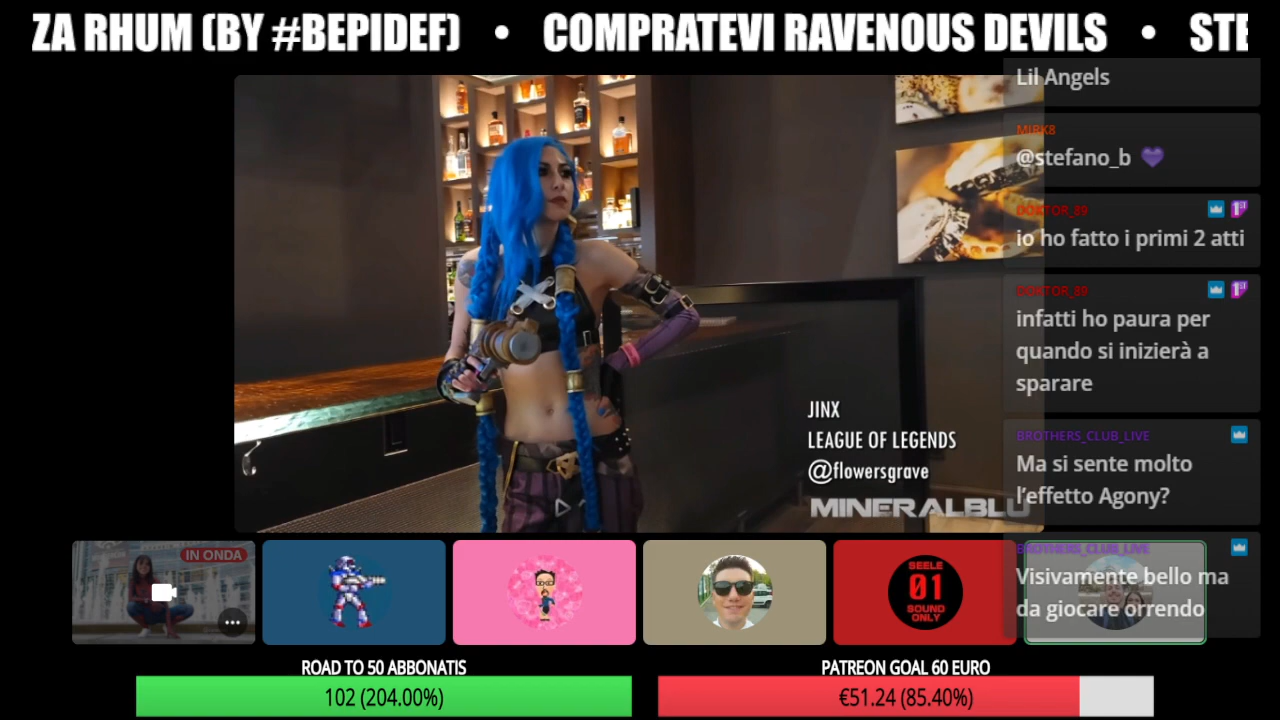 ZA RHUM (BY #BEPIDEF) • COMPRATEVI RAVENOUS DEVILS • STE
Lil Angels
MIRK8
@stefano_b
DOKTOR_89
io ho fatto i primi 2 atti
DOKTOR_89
infatti ho paura per
quando si inizierà a
sparare
BROTHERS_CLUB_LIVE
Ma si sente molto
l'effetto Agony?
BROTHERS_CLUB_LIVE
Visivamente bello ma
da giocare orrendo
JINX
LEAGUE OF LEGENDS
@flowersgrave
MINERALBLU
IN ONDA
SEELE
01
SOUND
ONLY
ROAD TO 50 ABBONATIS
102 (204.00%)
PATREON GOAL 60 EURO
€51.24 (85.40%)